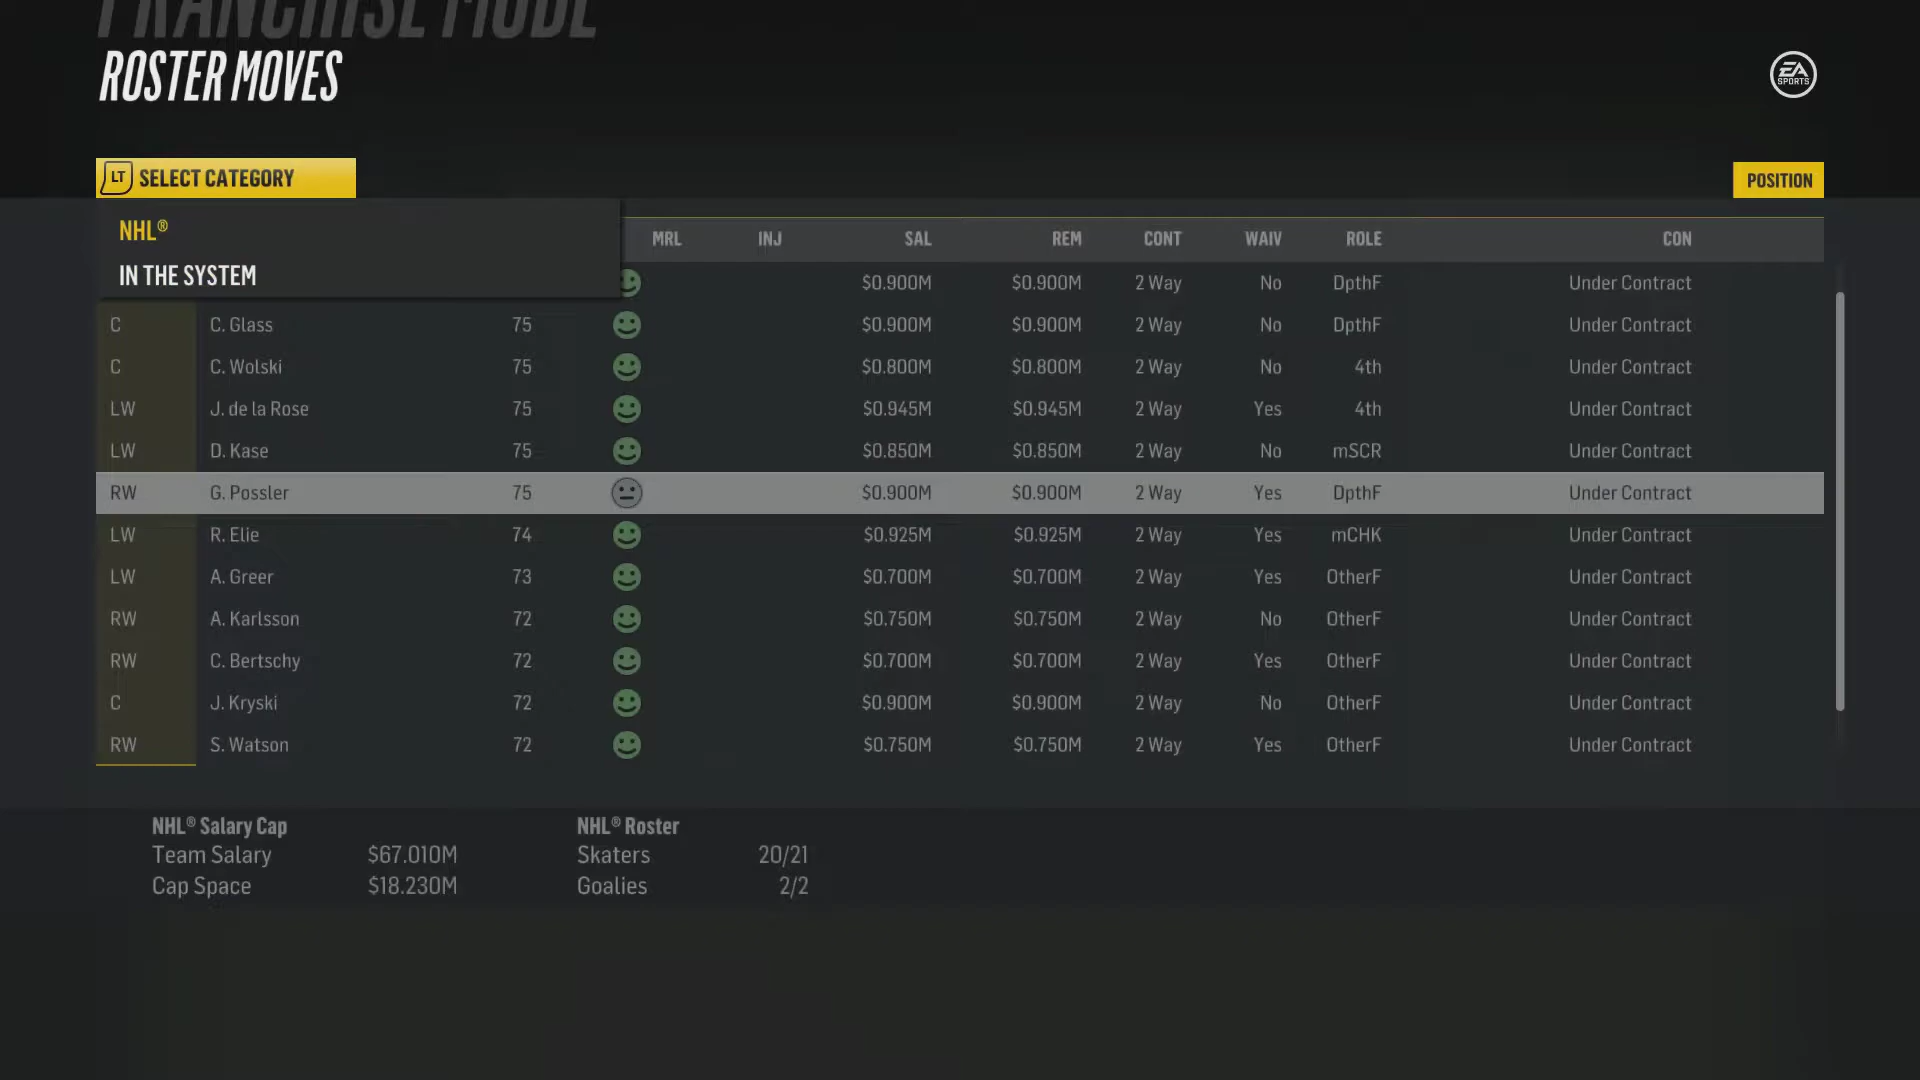 FRANCHISE MODE
ROSTER MOVES
EA SPORTS
LT SELECT CATEGORY
POSITION
NHL®
IN THE SYSTEM
MRL INJ SAL REM CONT WAIV ROLE CON
$0.900M $0.900M 2 Way No DpthF Under Contract
C C. Glass 75 $0.900M $0.900M 2 Way No DpthF Under Contract
C C. Wolski 75 $0.800M $0.800M 2 Way No 4th Under Contract
LW J. de la Rose 75 $0.945M $0.945M 2 Way Yes 4th Under Contract
LW D. Kase 75 $0.850M $0.850M 2 Way No mSCR Under Contract
RW G. Possler 75 $0.900M $0.900M 2 Way Yes DpthF Under Contract
LW R. Elie 74 $0.925M $0.925M 2 Way Yes mCHK Under Contract
LW A. Greer 73 $0.700M $0.700M 2 Way Yes OtherF Under Contract
RW A. Karlsson 72 $0.750M $0.750M 2 Way No OtherF Under Contract
RW C. Bertschy 72 $0.700M $0.700M 2 Way Yes OtherF Under Contract
C J. Kryski 72 $0.900M $0.900M 2 Way No OtherF Under Contract
RW S. Watson 72 $0.750M $0.750M 2 Way Yes OtherF Under Contract
NHL® Salary Cap NHL® Roster
Team Salary $67.010M Skaters 20/21
Cap Space $18.230M Goalies 2/2